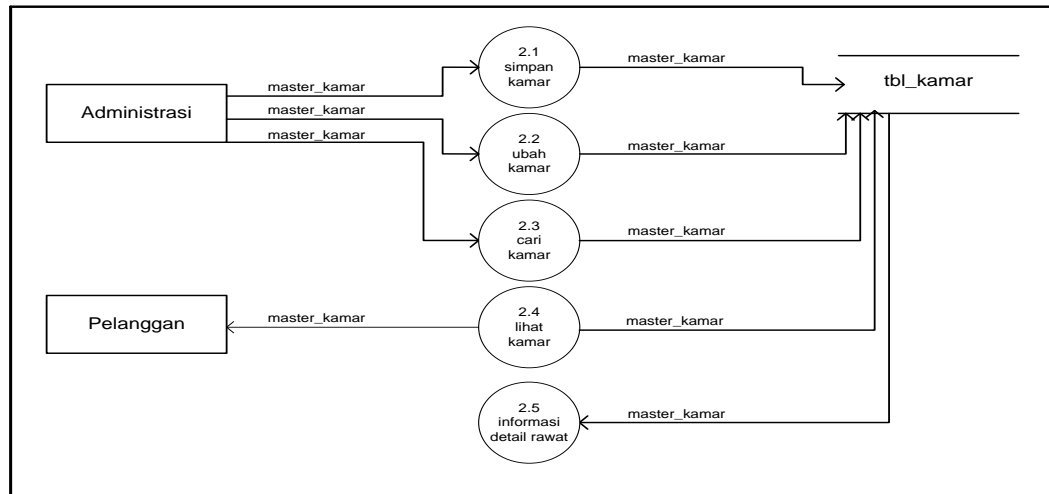 2.1
simpan
kamar
master_kamar
master_kamar
tbl_kamar
Administrasi
master_kamar
master_kamar
2.2
ubah
kamar
master_kamar
2.3
cari
kamar
master_kamar
Pelanggan
master_kamar
2.4
lihat
kamar
master_kamar
2.5
informasi
detail rawat
master_kamar